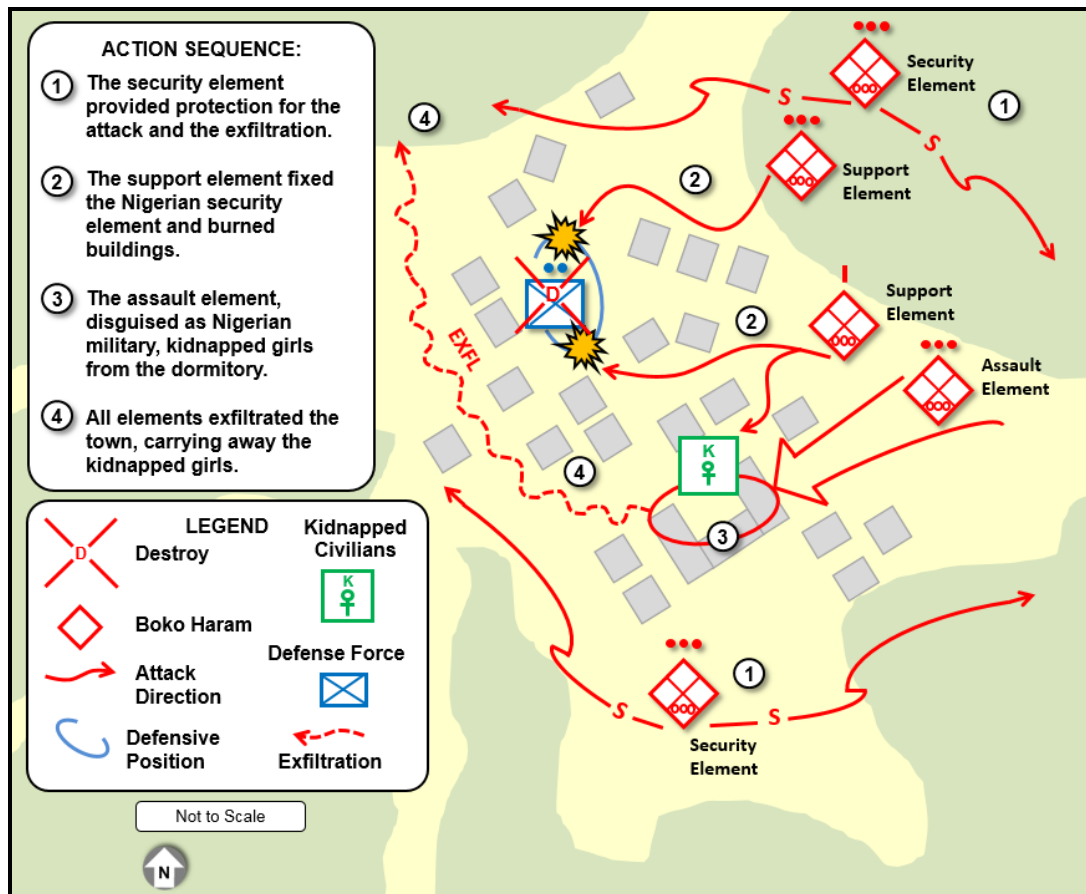 ACTION SEQUENCE:
1 The security element
provided protection for the
attack and the exfiltration.
2 The support element fixed
the Nigerian security
element and burned
buildings.
3 The assault element,
disguised as Nigerian
military, kidnapped girls
from the dormitory.
4 All elements exfiltrated the
town, carrying away the
kidnapped girls.
LEGEND
D
Destroy
Boko Haram
Attack
Direction
Defensive
Position
Kidnapped
Civilians
K
Defense Force
Exfiltration
Not to Scale
N
4
S
Security
Element
1
S
2
Support
Element
D
EXFL
2
Support
Element
Assault
Element
K
4
3
1
S
S
Security
Element